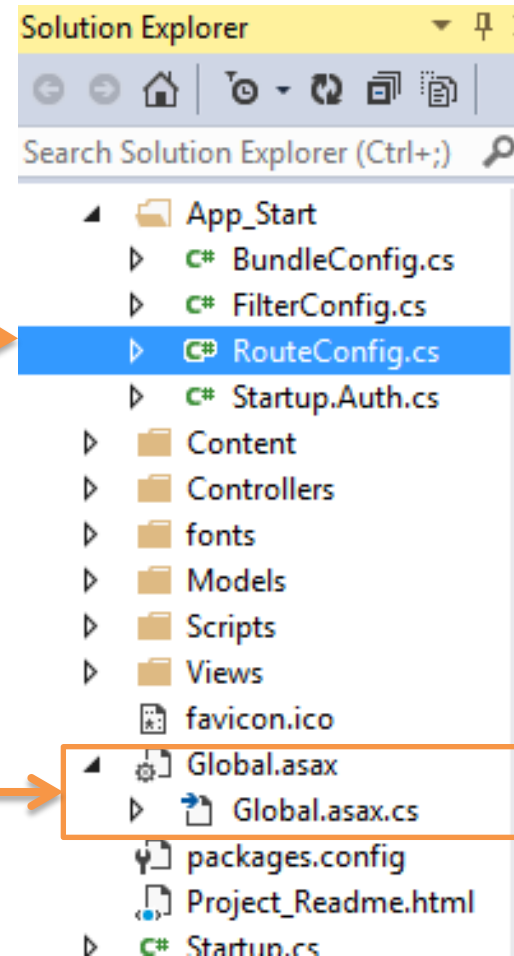 Solution Explorer
Search Solution Explorer (Ctrl+;)
App_Start
C# BundleConfig.cs
C# FilterConfig.cs
C# RouteConfig.cs
C# Startup.Auth.cs
Content
Controllers
fonts
Models
Scripts
Views
favicon.ico
Global.asax
Global.asax.cs
packages.config
Project_Readme.html
C# Startup.cs